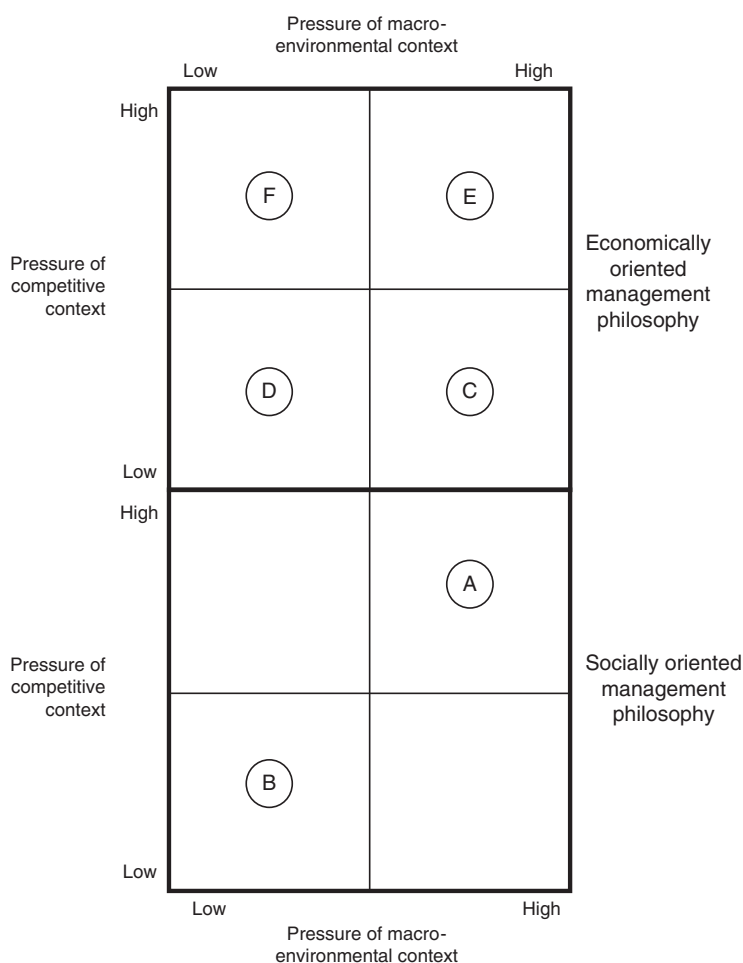 Pressure of macro-
environmental context
Low
High
High
F
E
Pressure of
competitive
context
Economically
oriented
management
philosophy
D
C
Low
High
A
Pressure of
competitive
context
Socially oriented
management
philosophy
B
Low
Low
High
Pressure of macro-
environmental context